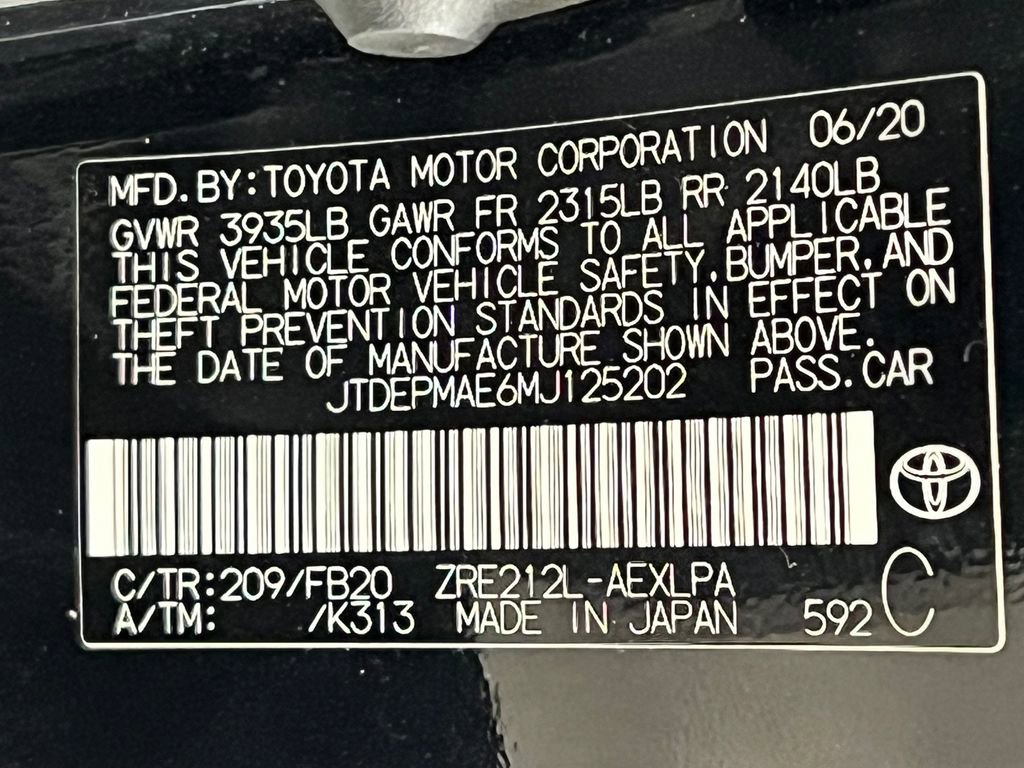 MFD. BY: TOYOTA MOTOR CORPORATION 06/20
GVWR 3935LB GAWR FR 2315LB RR 2140LB
THIS VEHICLE CONFORMS TO ALL APPLICABLE
FEDERAL MOTOR VEHICLE SAFETY, BUMPER, AND
THEFT PREVENTION STANDARDS IN EFFECT ON
THE DATE OF MANUFACTURE SHOWN ABOVE.
JTDEPMAE6MJ125202 PASS. CAR
C/TR:209/FB20 ZRE212L-AEXLPA
A/TM: /K313 MADE IN JAPAN 592 C